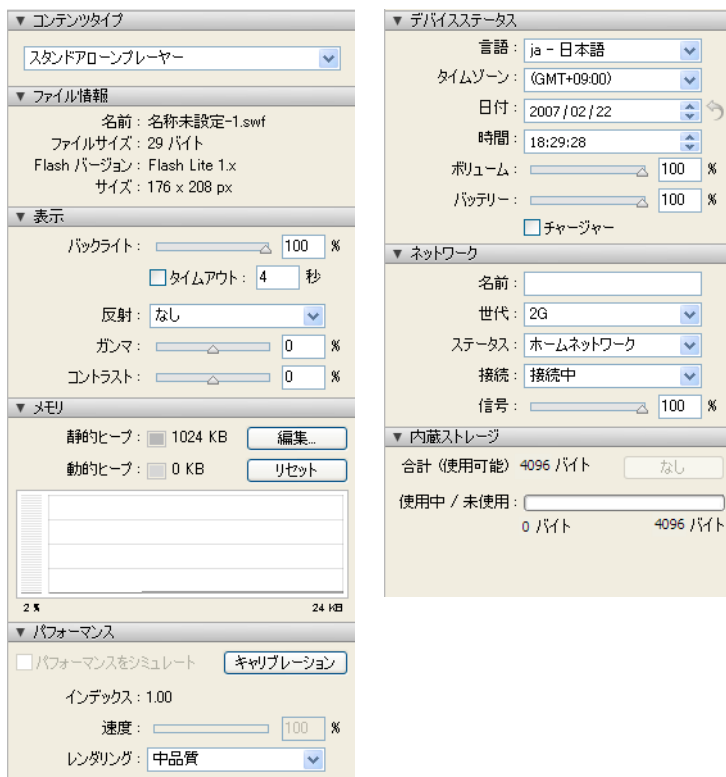 ▼ コンテンツタイプ
スタンドアローンプレーヤー
▼ ファイル情報
名前 : 名称未設定-1.swf
ファイルサイズ : 29 バイト
Flash バージョン : Flash Lite 1.x
サイズ : 176 x 208 px
▼ 表示
バックライト : 100 %
タイムアウト : 4 秒
反射 : なし
ガンマ : 0 %
コントラスト : 0 %
▼ メモリ
静的ヒープ : 1024 KB 編集...
動的ヒープ : 0 KB リセット
2 % 24 KB
▼ パフォーマンス
パフォーマンスをシミュレート キャリブレーション
インデックス : 1.00
速度 : 100 %
レンダリング : 中品質
▼ デバイスステータス
言語 : ja - 日本語
タイムゾーン : (GMT+09:00)
日付 : 2007/02/22
時間 : 18:29:28
ボリューム : 100 %
バッテリー : 100 %
チャージャー
▼ ネットワーク
名前 :
世代 : 2G
ステータス : ホームネットワーク
接続 : 接続中
信号 : 100 %
▼ 内蔵ストレージ
合計 (使用可能) 4096 バイト なし
使用中 / 未使用 :
0 バイト 4096 バイト